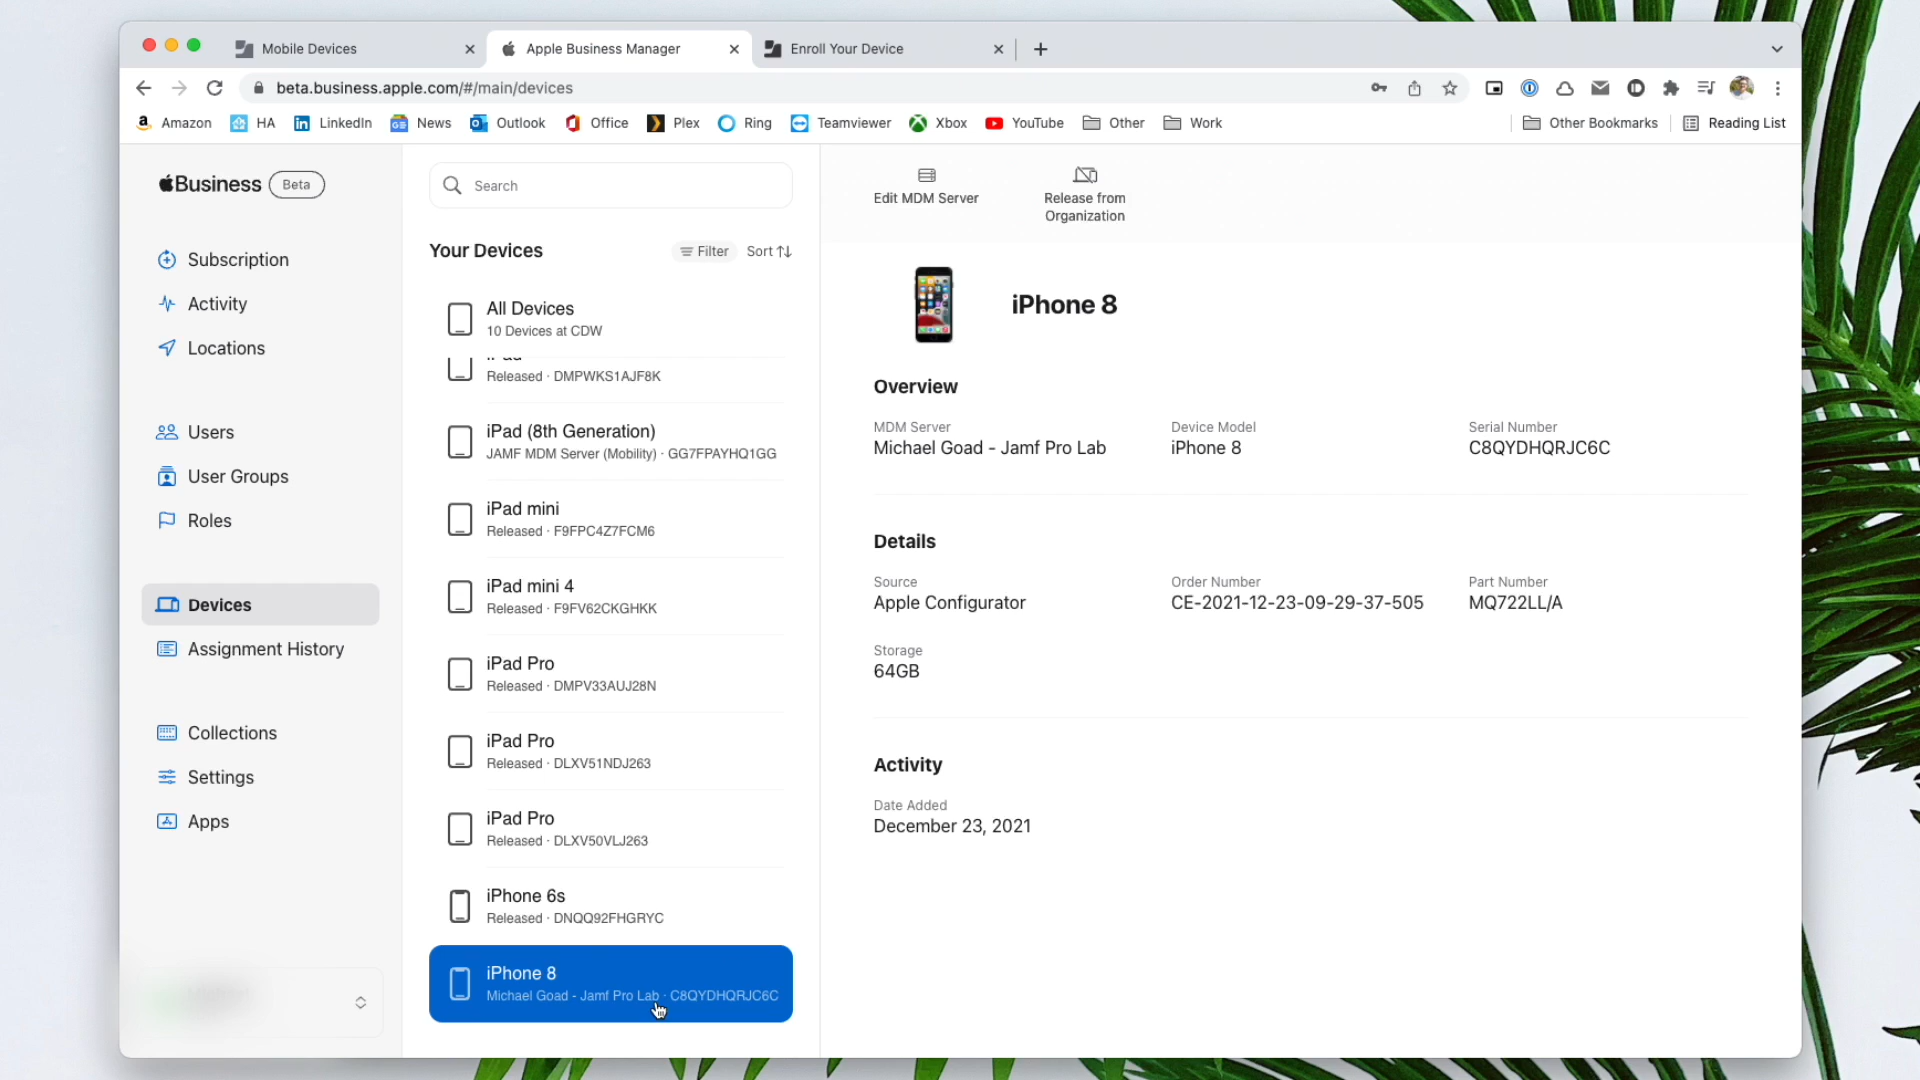 Mobile Devices
Apple Business Manager
Enroll Your Device
beta.business.apple.com/#/main/devices
Amazon
HA
LinkedIn
News
Outlook
Office
Plex
Ring
Teamviewer
Xbox
YouTube
Other
Work
Other Bookmarks
Reading List
Business Beta
Subscription
Activity
Locations
Users
User Groups
Roles
Devices
Assignment History
Collections
Settings
Apps
Search
Your Devices
Filter
Sort
All Devices
10 Devices at CDW
iPad
Released · DMPWKS1AJF8K
iPad (8th Generation)
JAMF MDM Server (Mobility) · GG7FPAYHQ1GG
iPad mini
Released · F9FPC4Z7FCM6
iPad mini 4
Released · F9FV62CKGHKK
iPad Pro
Released · DMPV33AUJ28N
iPad Pro
Released · DLXV51NDJ263
iPad Pro
Released · DLXV50VLJ263
iPhone 6s
Released · DNQQ92FHGRYC
iPhone 8
Michael Goad - Jamf Pro Lab · C8QYDHQRJC6C
Edit MDM Server
Release from
Organization
iPhone 8
Overview
MDM Server
Michael Goad - Jamf Pro Lab
Device Model
iPhone 8
Serial Number
C8QYDHQRJC6C
Details
Source
Apple Configurator
Order Number
CE-2021-12-23-09-29-37-505
Part Number
MQ722LL/A
Storage
64GB
Activity
Date Added
December 23, 2021